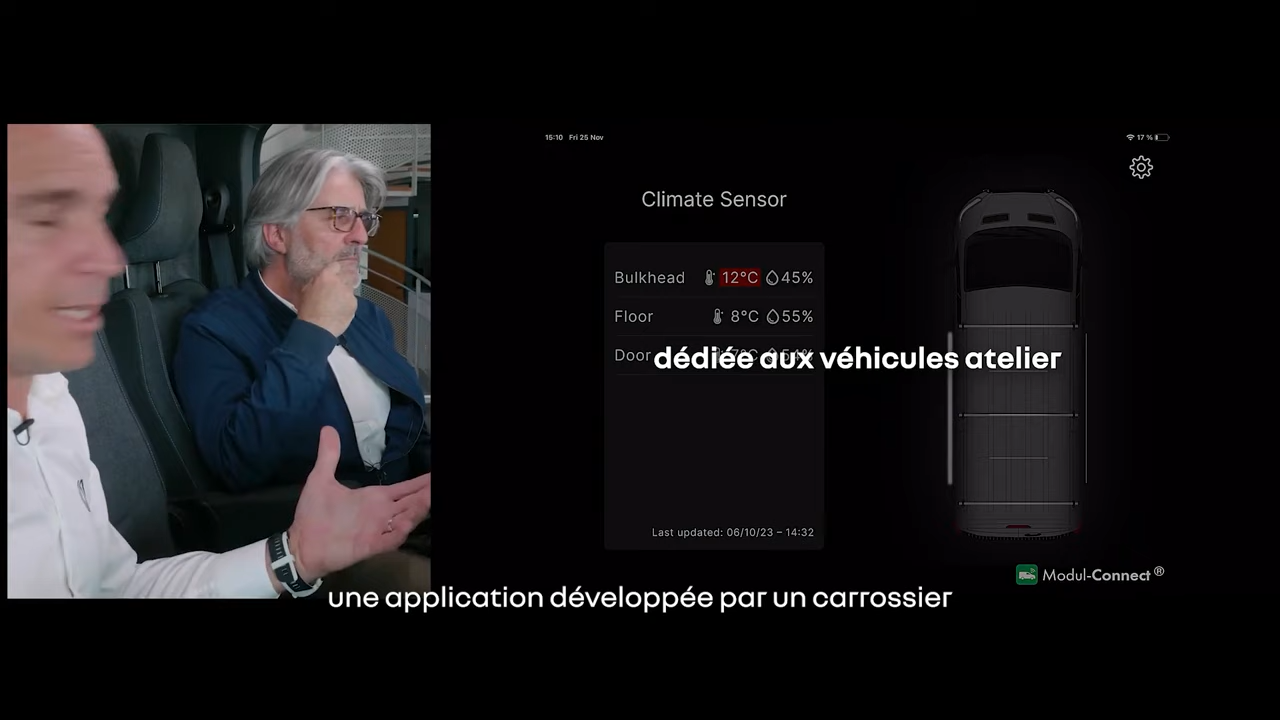 15:10 Fri 25 Nov
17 %
Climate Sensor
Bulkhead 12°C 45%
Floor 8°C 55%
Door
dédiée aux véhicules atelier
Last updated: 06/10/23 – 14:32
Modul-Connect®
une application développée par un carrossier